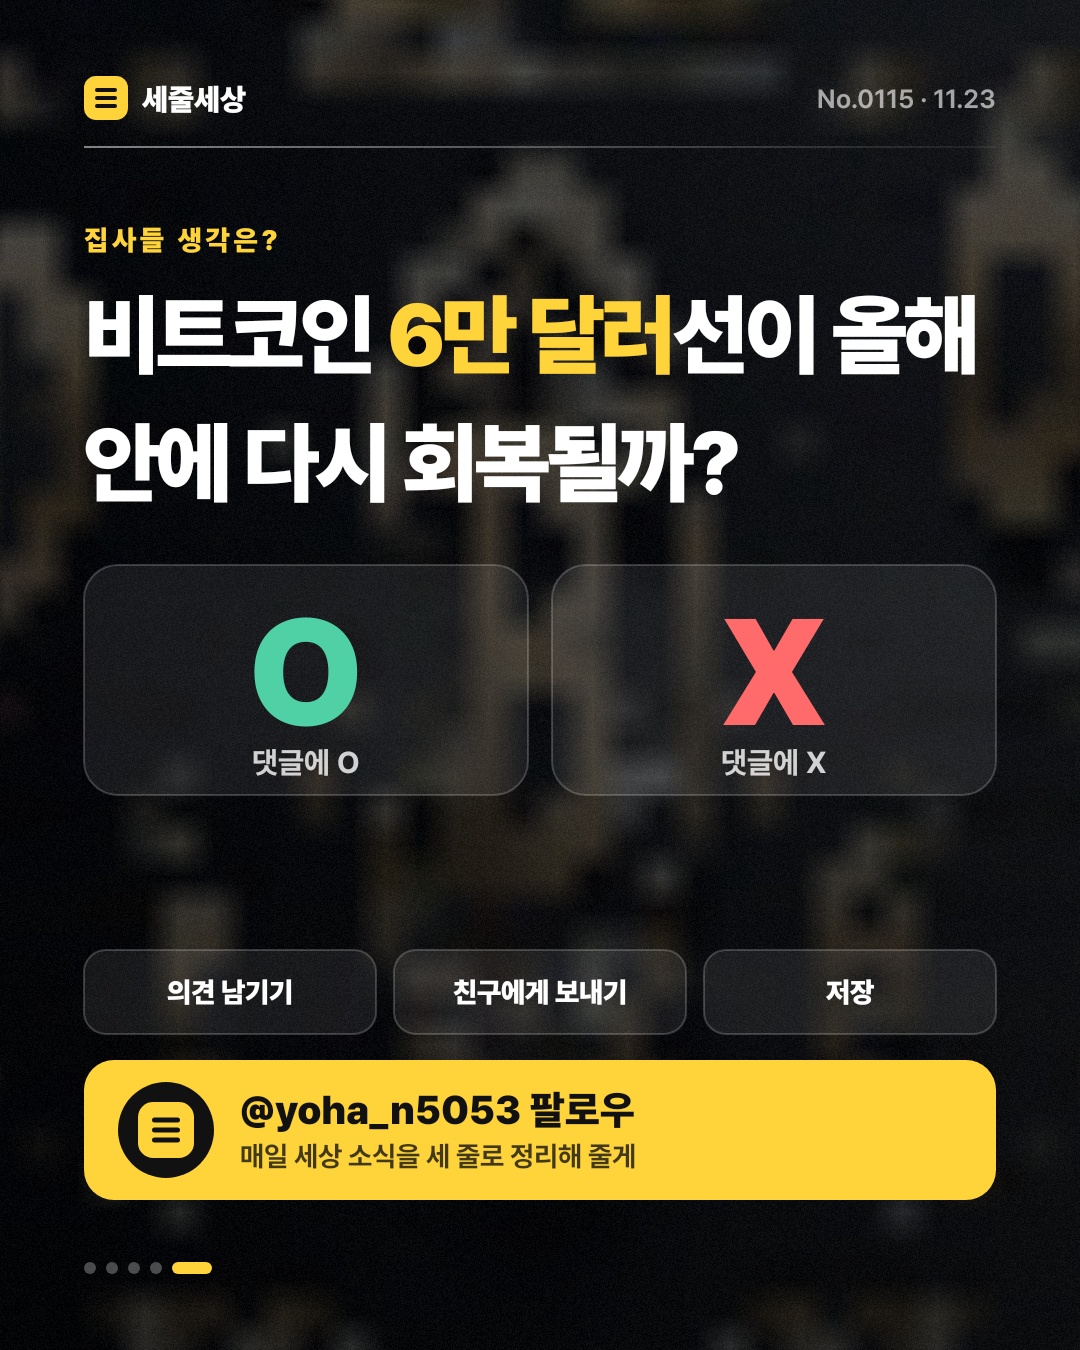 세줄세상
No.0115 · 11.23
집사들 생각은?
비트코인 6만 달러선이 올해
안에 다시 회복될까?
O
댓글에 O
X
댓글에 X
의견 남기기
친구에게 보내기
저장
@yoha_n5053 팔로우
매일 세상 소식을 세 줄로 정리해 줄게